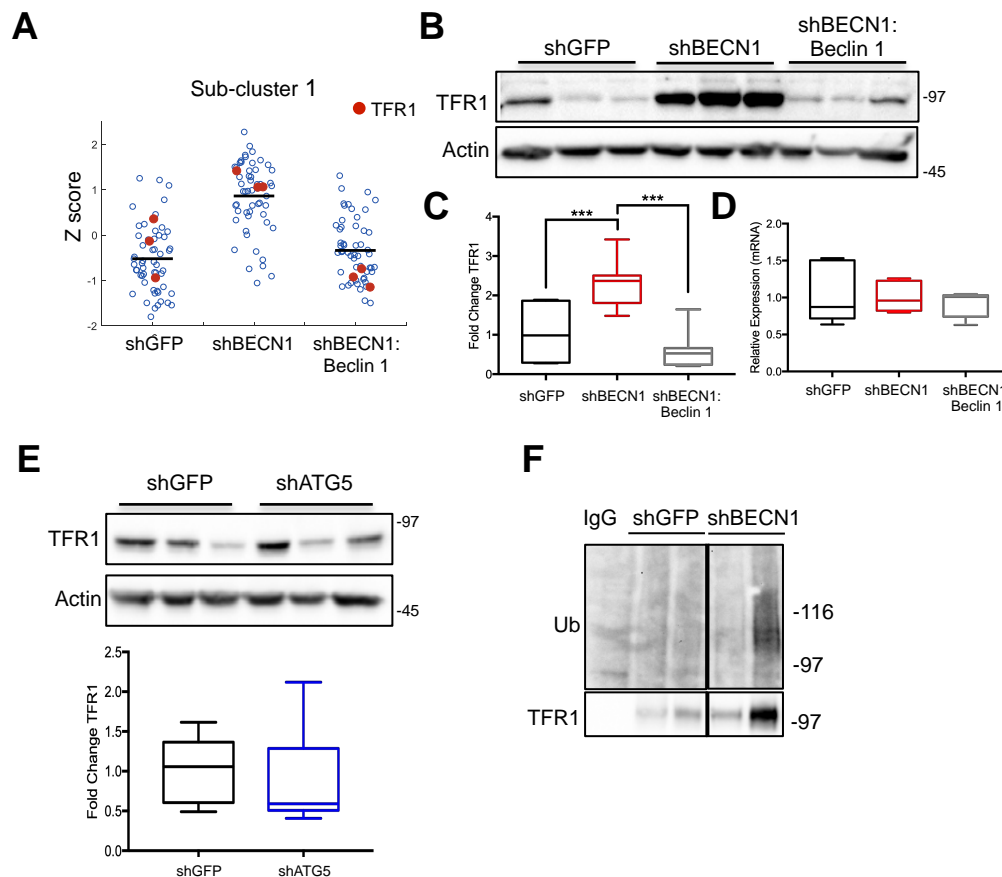 A
Sub-cluster 1
TFR1
Z score
2
1
0
-1
-2
shGFP
shBECN1
shBECN1:
Beclin 1
B
shGFP
shBECN1
shBECN1:
Beclin 1
TFR1
-97
Actin
-45
C
Fold Change TFR1
4
3
2
1
0
***
***
shGFP
shBECN1
shBECN1:
Beclin 1
D
Relative Expression (mRNA)
2.0
1.5
1.0
0.5
0.0
shGFP
shBECN1
shBECN1:
Beclin 1
E
shGFP
shATG5
TFR1
-97
Actin
-45
Fold Change TFR1
2.5
2.0
1.5
1.0
0.5
0.0
shGFP
shATG5
F
IgG
shGFP
shBECN1
Ub
-116
-97
TFR1
-97